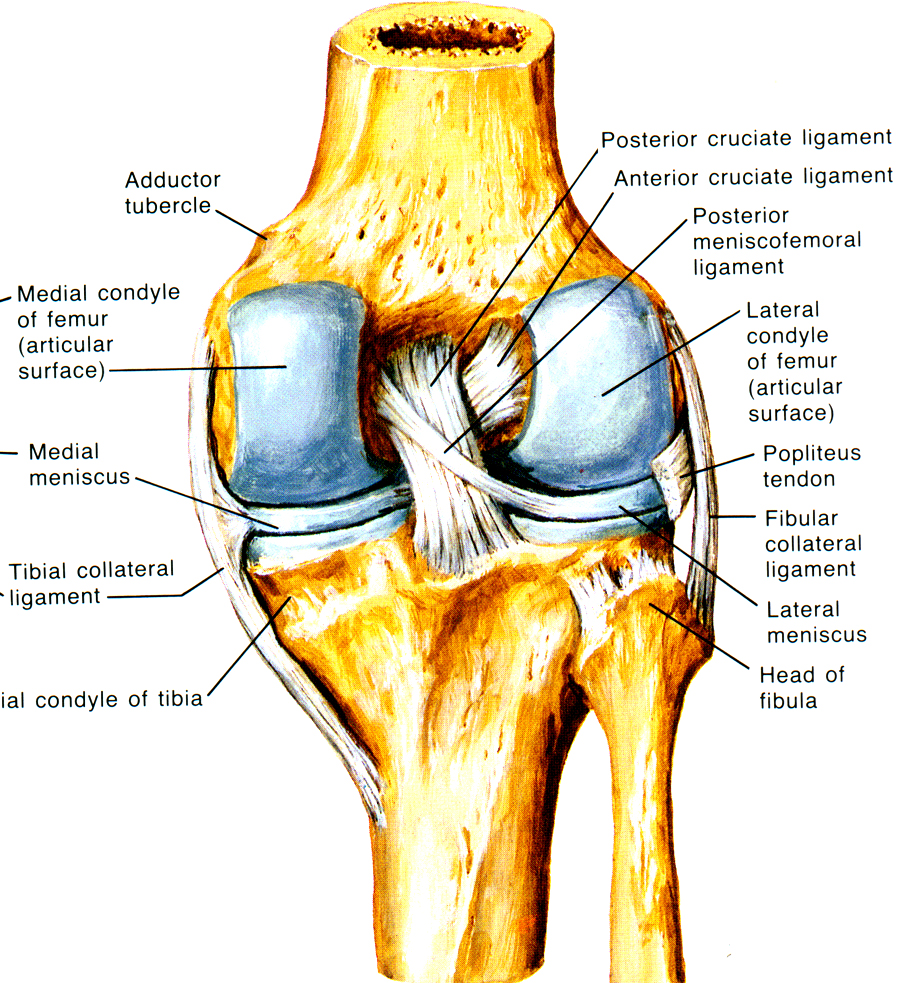 Posterior cruciate ligament
Anterior cruciate ligament
Posterior
meniscofemoral
ligament
Adductor
tubercle
Medial condyle
of femur
(articular
surface)
Lateral
condyle
of femur
(articular
surface)
Medial
meniscus
Popliteus
tendon
Fibular
collateral
ligament
Tibial collateral
ligament
Lateral
meniscus
Head of
fibula
ial condyle of tibia